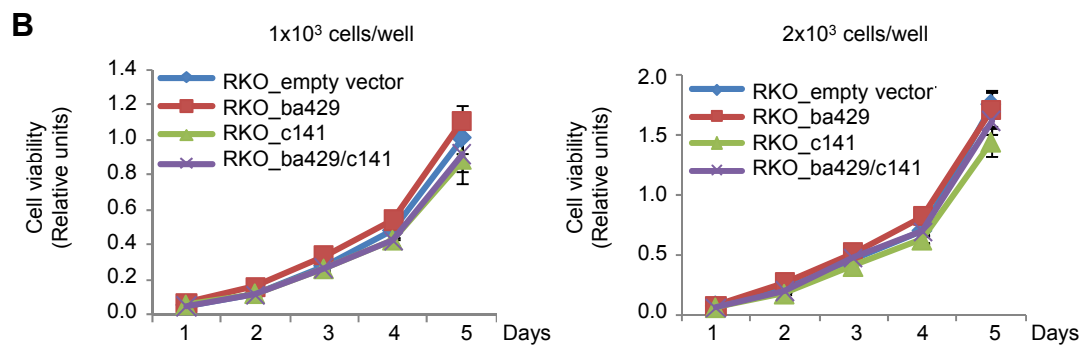 B
1x10³ cells/well
Cell viability
(Relative units)
1.4
1.2
1.0
0.8
0.6
0.4
0.2
0.0
RKO_empty vector
RKO_ba429
RKO_c141
RKO_ba429/c141
1 2 3 4 5 Days
2x10³ cells/well
Cell viability
(Relative units)
2.0
1.5
1.0
0.5
0.0
RKO_empty vector
RKO_ba429
RKO_c141
RKO_ba429/c141
1 2 3 4 5 Days